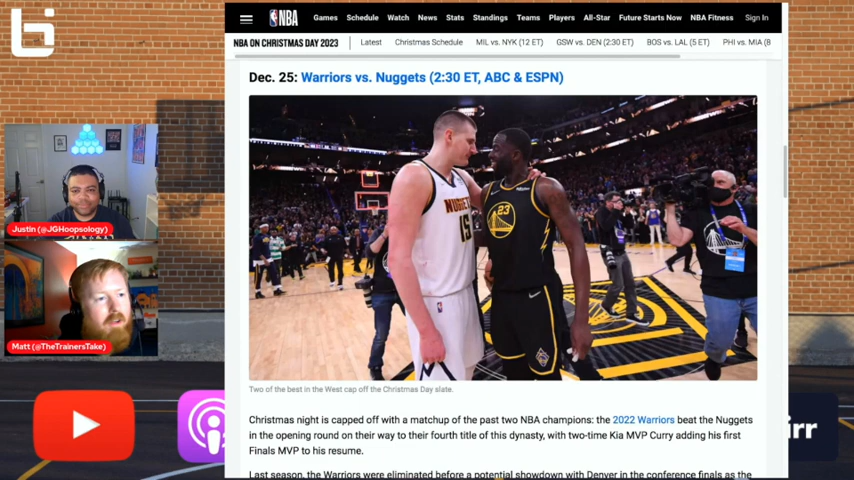 NBA
Games Schedule Watch News Stats Standings Teams Players All-Star Future Starts Now NBA Fitness Sign In
NBA ON CHRISTMAS DAY 2023 Latest Christmas Schedule MIL vs. NYK (12 ET) GSW vs. DEN (2:30 ET) BOS vs. LAL (5 ET) PHI vs. MIA (8
Dec. 25: Warriors vs. Nuggets (2:30 ET, ABC & ESPN)
NUGGETS
15
23
Justin (@JGHoopsology)
Matt (@TheTrainersTake)
Two of the best in the West cap off the Christmas Day slate.
Christmas night is capped off with a matchup of the past two NBA champions: the 2022 Warriors beat the Nuggets
in the opening round on their way to their fourth title of this dynasty, with two-time Kia MVP Curry adding his first
Finals MVP to his resume.
Last season, the Warriors were eliminated before a potential showdown with Denver in the conference finals as the
irr